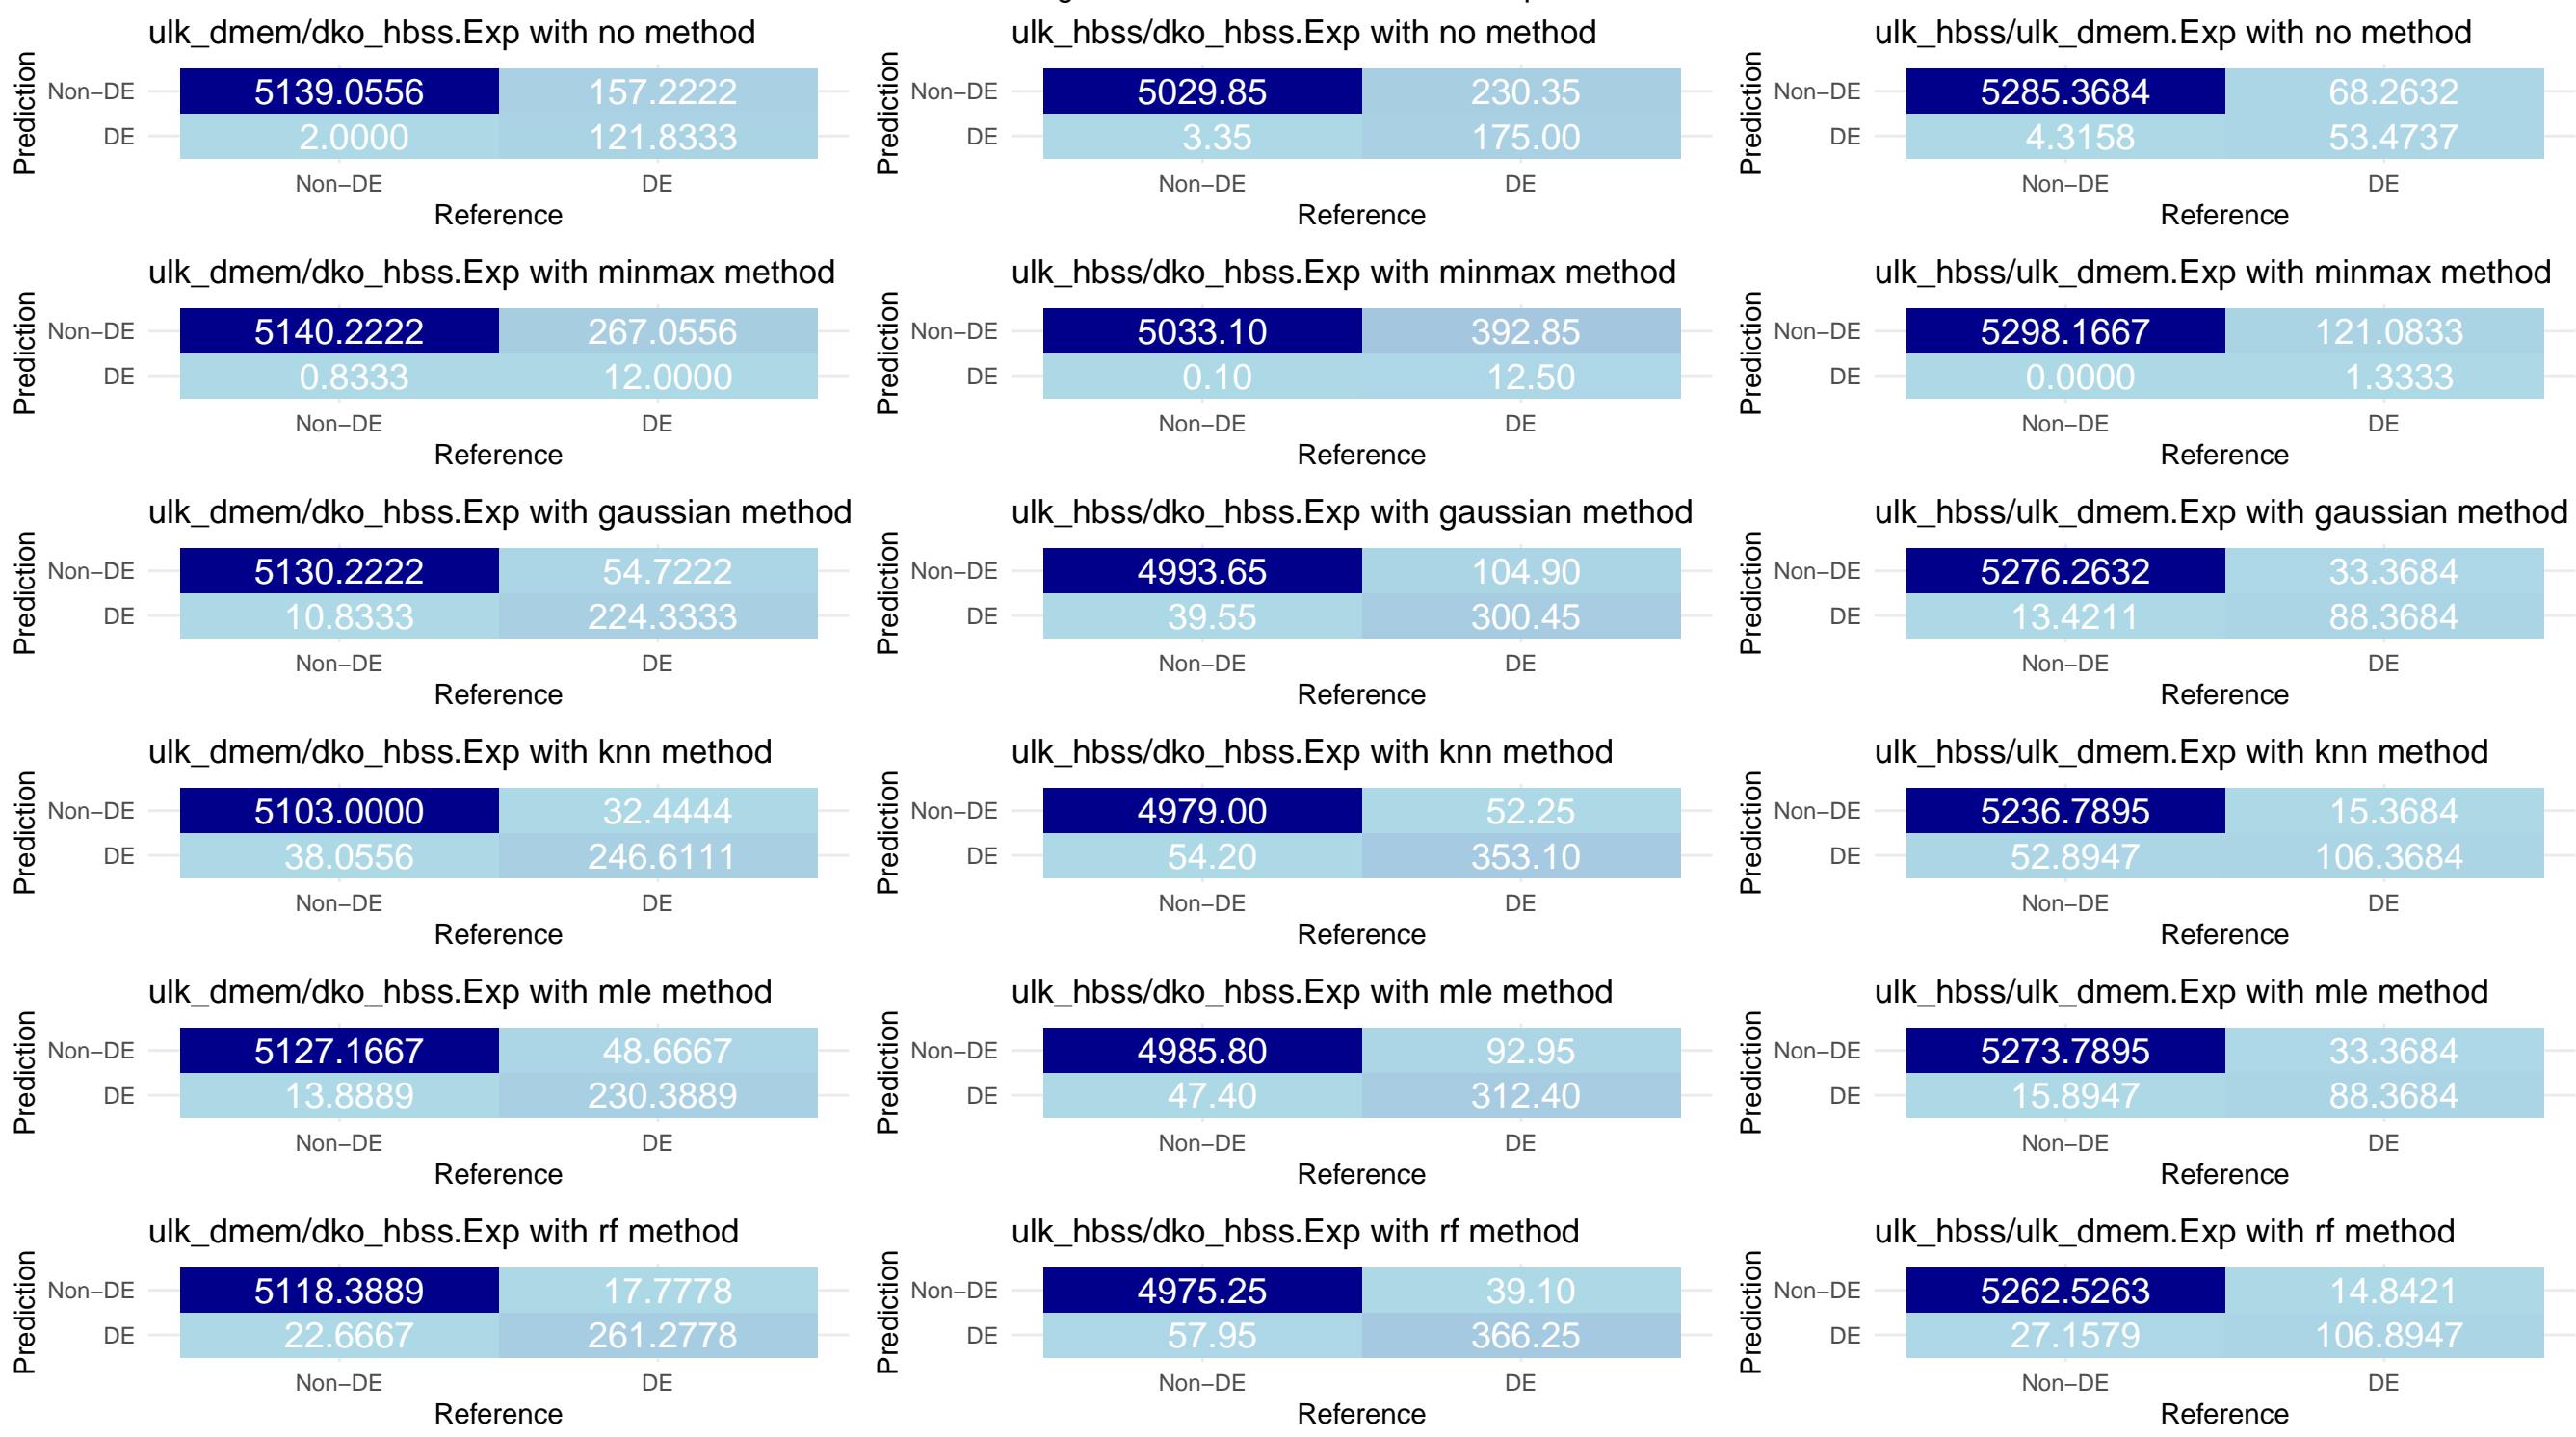 ulk_dmem/dko_hbss.Exp with no method
Prediction
Non−DE 5139.0556 157.2222
DE 2.0000 121.8333
Non−DE DE
Reference
ulk_hbss/dko_hbss.Exp with no method
Prediction
Non−DE 5029.85 230.35
DE 3.35 175.00
Non−DE DE
Reference
ulk_hbss/ulk_dmem.Exp with no method
Prediction
Non−DE 5285.3684 68.2632
DE 4.3158 53.4737
Non−DE DE
Reference
ulk_dmem/dko_hbss.Exp with minmax method
Prediction
Non−DE 5140.2222 267.0556
DE 0.8333 12.0000
Non−DE DE
Reference
ulk_hbss/dko_hbss.Exp with minmax method
Prediction
Non−DE 5033.10 392.85
DE 0.10 12.50
Non−DE DE
Reference
ulk_hbss/ulk_dmem.Exp with minmax method
Prediction
Non−DE 5298.1667 121.0833
DE 0.0000 1.3333
Non−DE DE
Reference
ulk_dmem/dko_hbss.Exp with gaussian method
Prediction
Non−DE 5130.2222 54.7222
DE 10.8333 224.3333
Non−DE DE
Reference
ulk_hbss/dko_hbss.Exp with gaussian method
Prediction
Non−DE 4993.65 104.90
DE 39.55 300.45
Non−DE DE
Reference
ulk_hbss/ulk_dmem.Exp with gaussian method
Prediction
Non−DE 5276.2632 33.3684
DE 13.4211 88.3684
Non−DE DE
Reference
ulk_dmem/dko_hbss.Exp with knn method
Prediction
Non−DE 5103.0000 32.4444
DE 38.0556 246.6111
Non−DE DE
Reference
ulk_hbss/dko_hbss.Exp with knn method
Prediction
Non−DE 4979.00 52.25
DE 54.20 353.10
Non−DE DE
Reference
ulk_hbss/ulk_dmem.Exp with knn method
Prediction
Non−DE 5236.7895 15.3684
DE 52.8947 106.3684
Non−DE DE
Reference
ulk_dmem/dko_hbss.Exp with mle method
Prediction
Non−DE 5127.1667 48.6667
DE 13.8889 230.3889
Non−DE DE
Reference
ulk_hbss/dko_hbss.Exp with mle method
Prediction
Non−DE 4985.80 92.95
DE 47.40 312.40
Non−DE DE
Reference
ulk_hbss/ulk_dmem.Exp with mle method
Prediction
Non−DE 5273.7895 33.3684
DE 15.8947 88.3684
Non−DE DE
Reference
ulk_dmem/dko_hbss.Exp with rf method
Prediction
Non−DE 5118.3889 17.7778
DE 22.6667 261.2778
Non−DE DE
Reference
ulk_hbss/dko_hbss.Exp with rf method
Prediction
Non−DE 4975.25 39.10
DE 57.95 366.25
Non−DE DE
Reference
ulk_hbss/ulk_dmem.Exp with rf method
Prediction
Non−DE 5262.5263 14.8421
DE 27.1579 106.8947
Non−DE DE
Reference